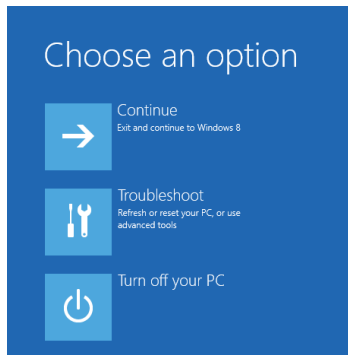 Choose an option
Continue
Exit and continue to Windows 8
Troubleshoot
Refresh or reset your PC, or use
advanced tools
Turn off your PC